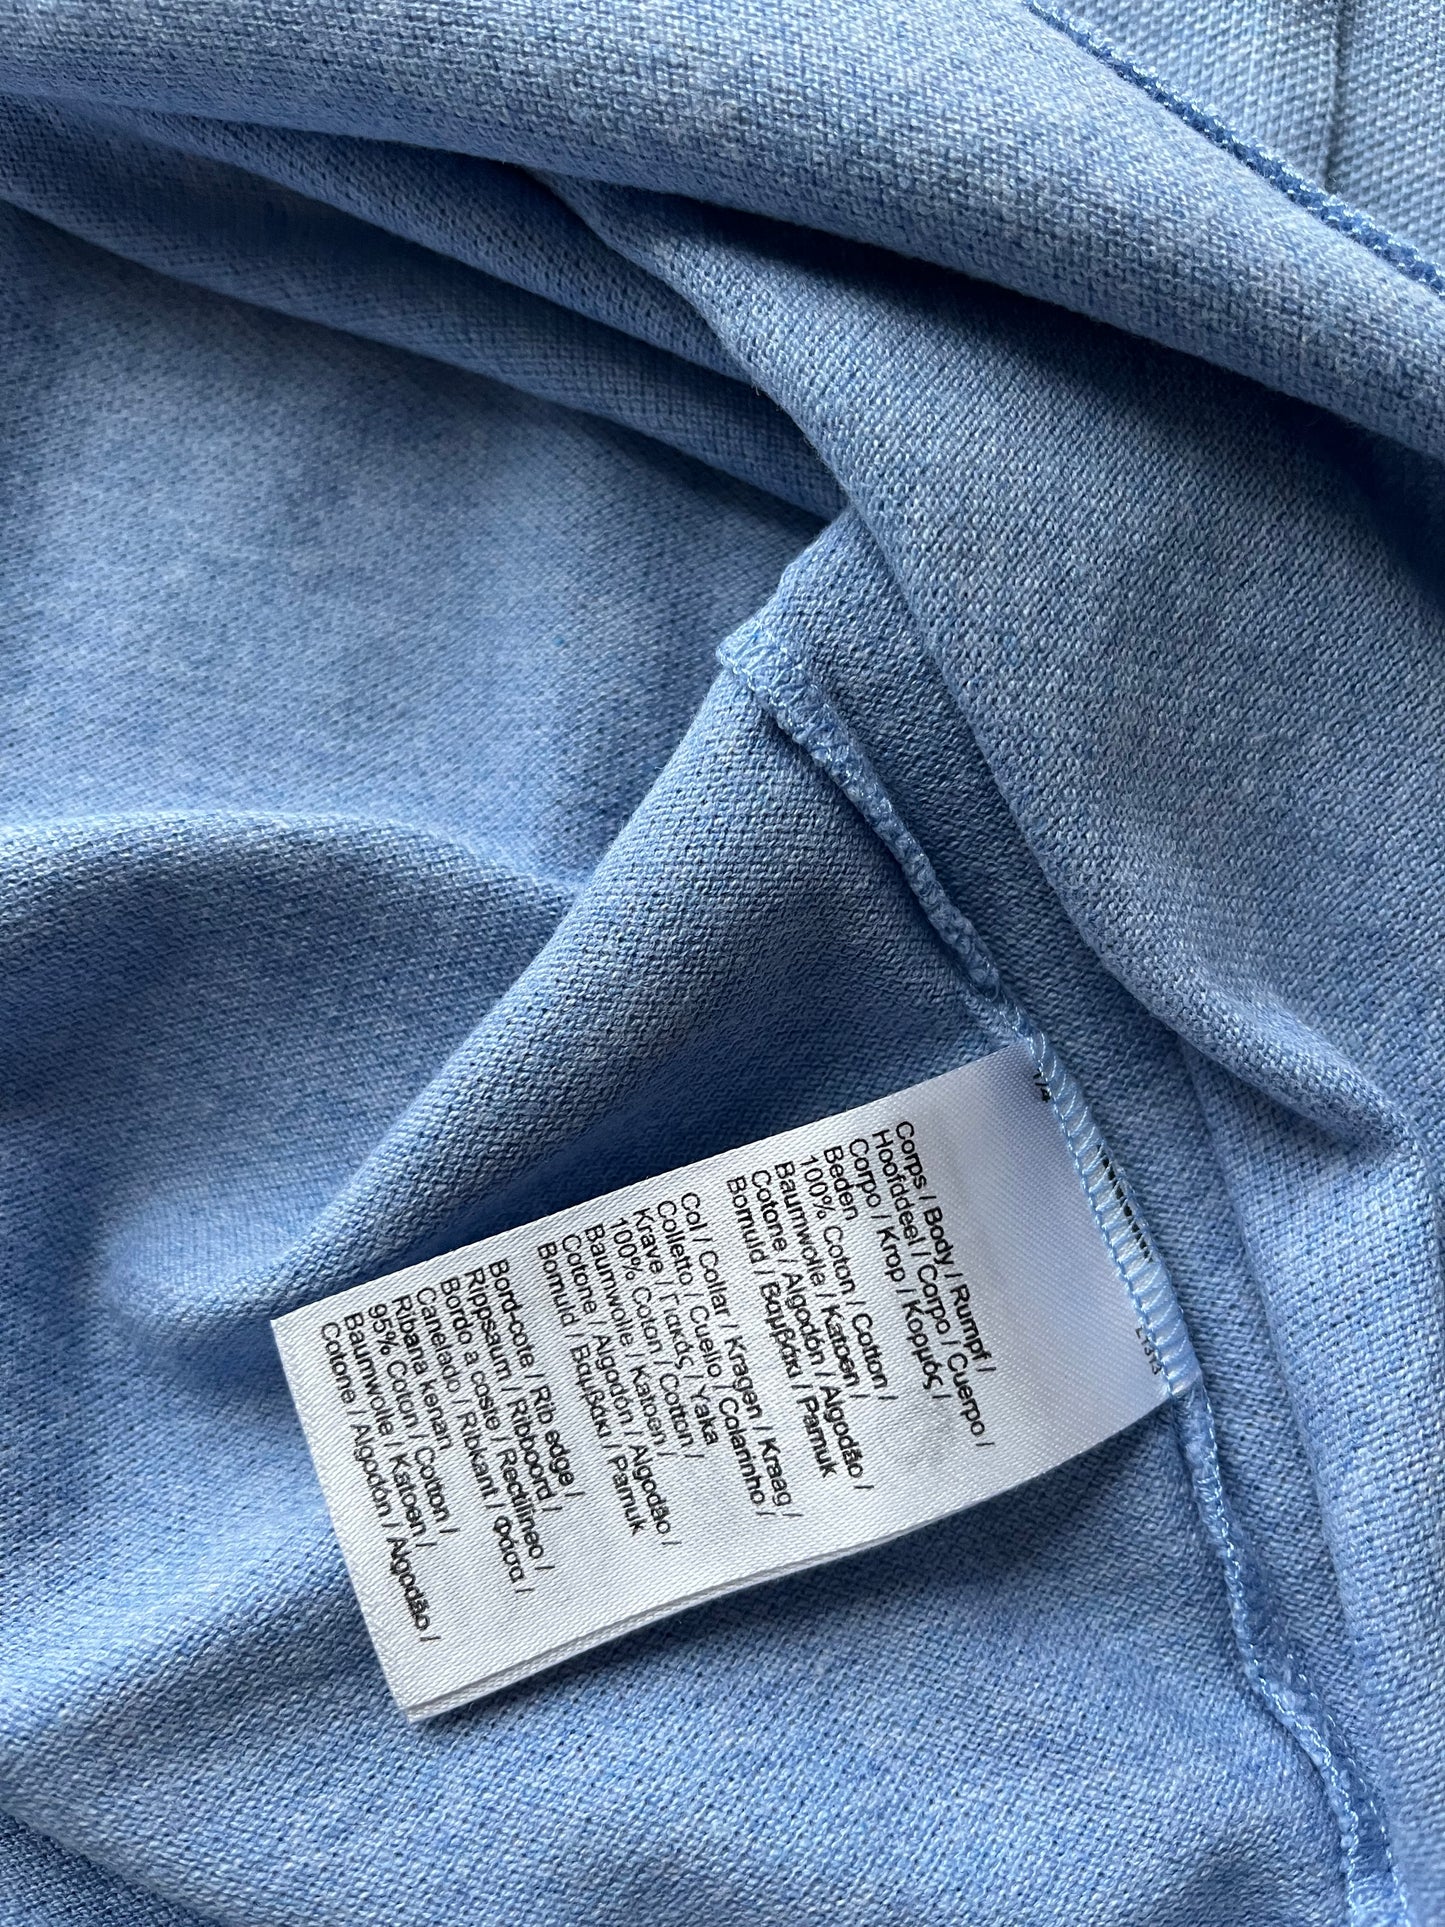 1/4
Corps / Body / Rumpf /
Hoofddeel / Corpo / Cuerpo /
Corpo / Krop / Κορμός /
Beden
100% Coton / Cotton /
Baumwolle / Katoen /
Cotone / Algodón / Algodão /
Bomuld / Βαμβάκι / Pamuk
Col / Collar / Kragen / Kraag /
Colletto / Cuello / Colarinho /
Krave / Γιακάς / Yaka
100% Coton / Cotton /
Baumwolle / Katoen /
Cotone / Algodón / Algodão /
Bomuld / Βαμβάκι / Pamuk
Bord-cote / Rib edge /
Rippsaum / Ribboord /
Bordo a coste / Rectilineo /
Canelado / Ribkant / Φάσα /
Ribana kenarı
95% Coton / Cotton /
Baumwolle / Katoen /
Cotone / Algodón / Algodão /